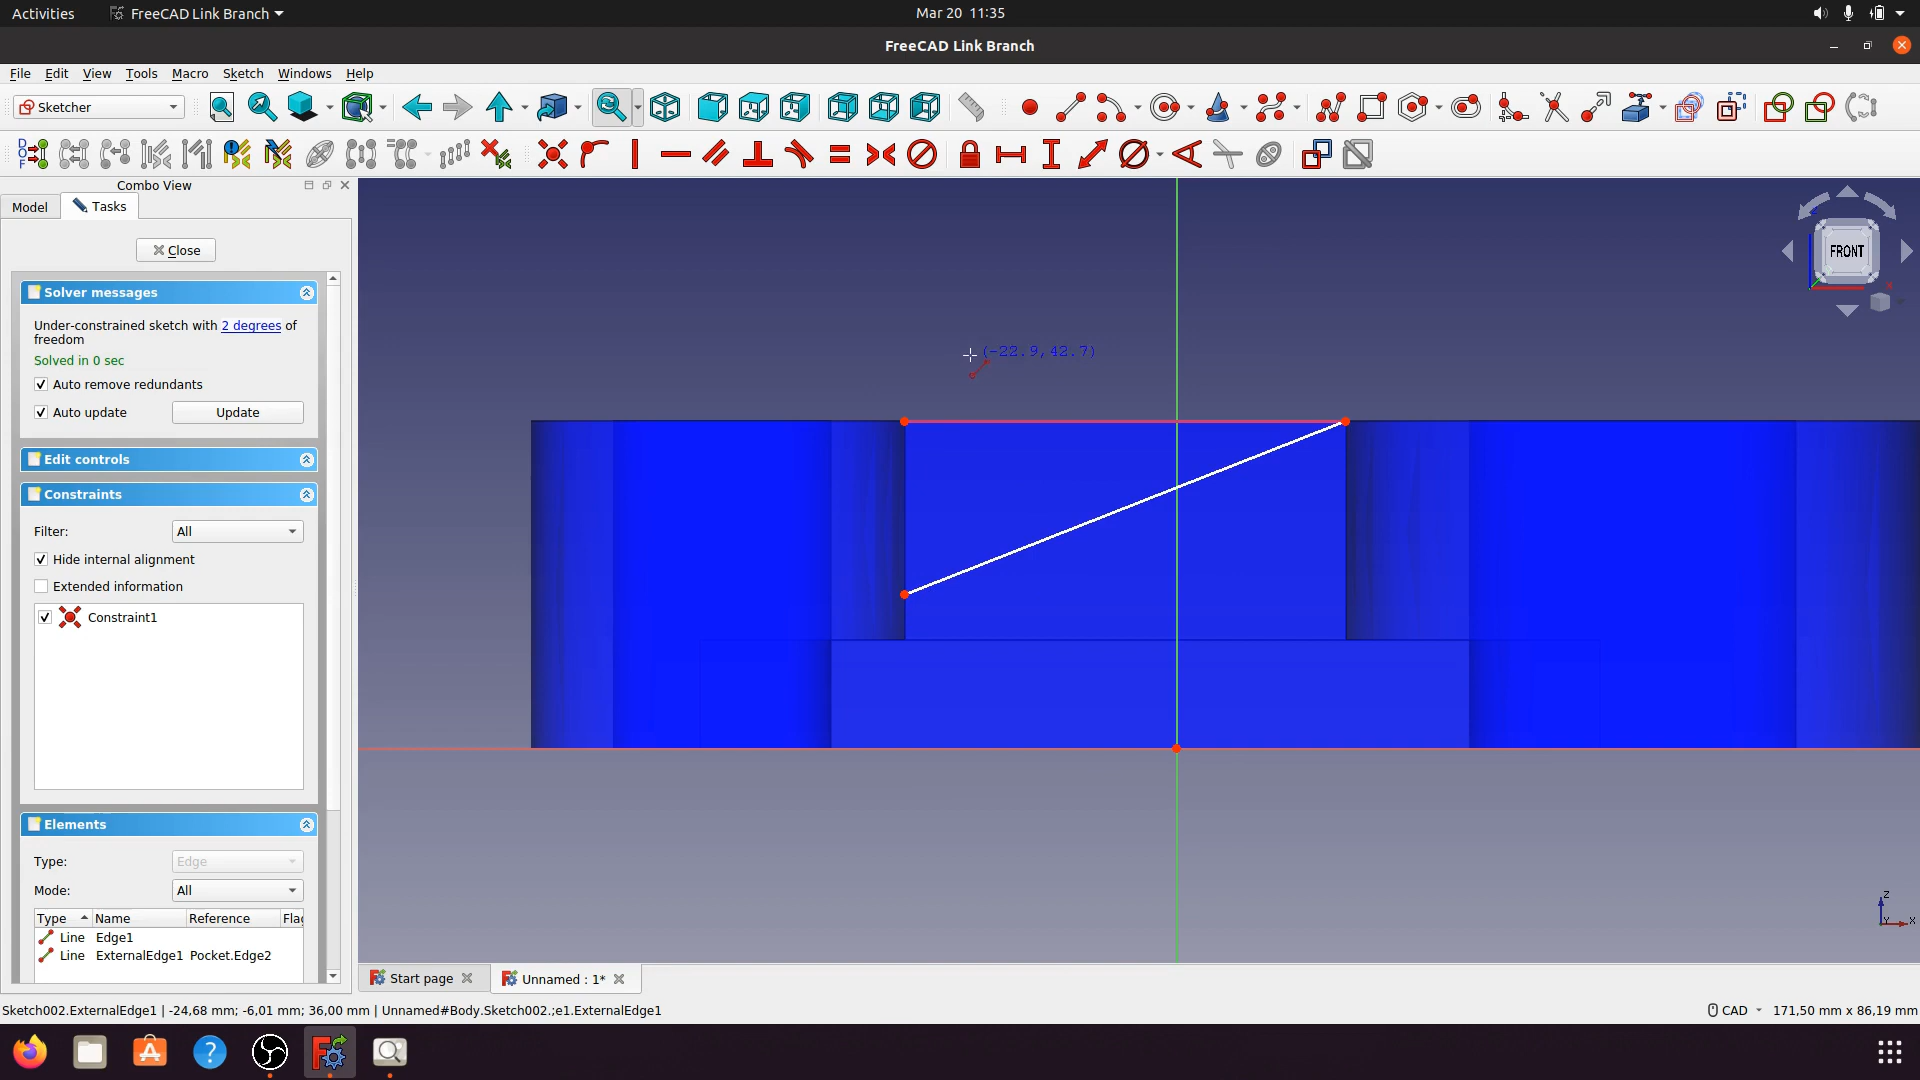 Activities
FreeCAD Link Branch
Mar 20 11:35
FreeCAD Link Branch
File Edit View Tools Macro Sketch Windows Help
Sketcher
Combo View
Model Tasks
Close
Solver messages
Under-constrained sketch with 2 degrees of
freedom
Solved in 0 sec
Auto remove redundants
Auto update Update
Edit controls
Constraints
Filter: All
Hide internal alignment
Extended information
Constraint1
Elements
Type: Edge
Mode: All
Type Name Reference Flag
Line Edge1
Line ExternalEdge1 Pocket.Edge2
(-22.9,42.7)
FRONT
Z
X
Start page
Unnamed : 1*
Sketch002.ExternalEdge1 | -24,68 mm; -6,01 mm; 36,00 mm | Unnamed#Body.Sketch002.;e1.ExternalEdge1
CAD
171,50 mm x 86,19 mm